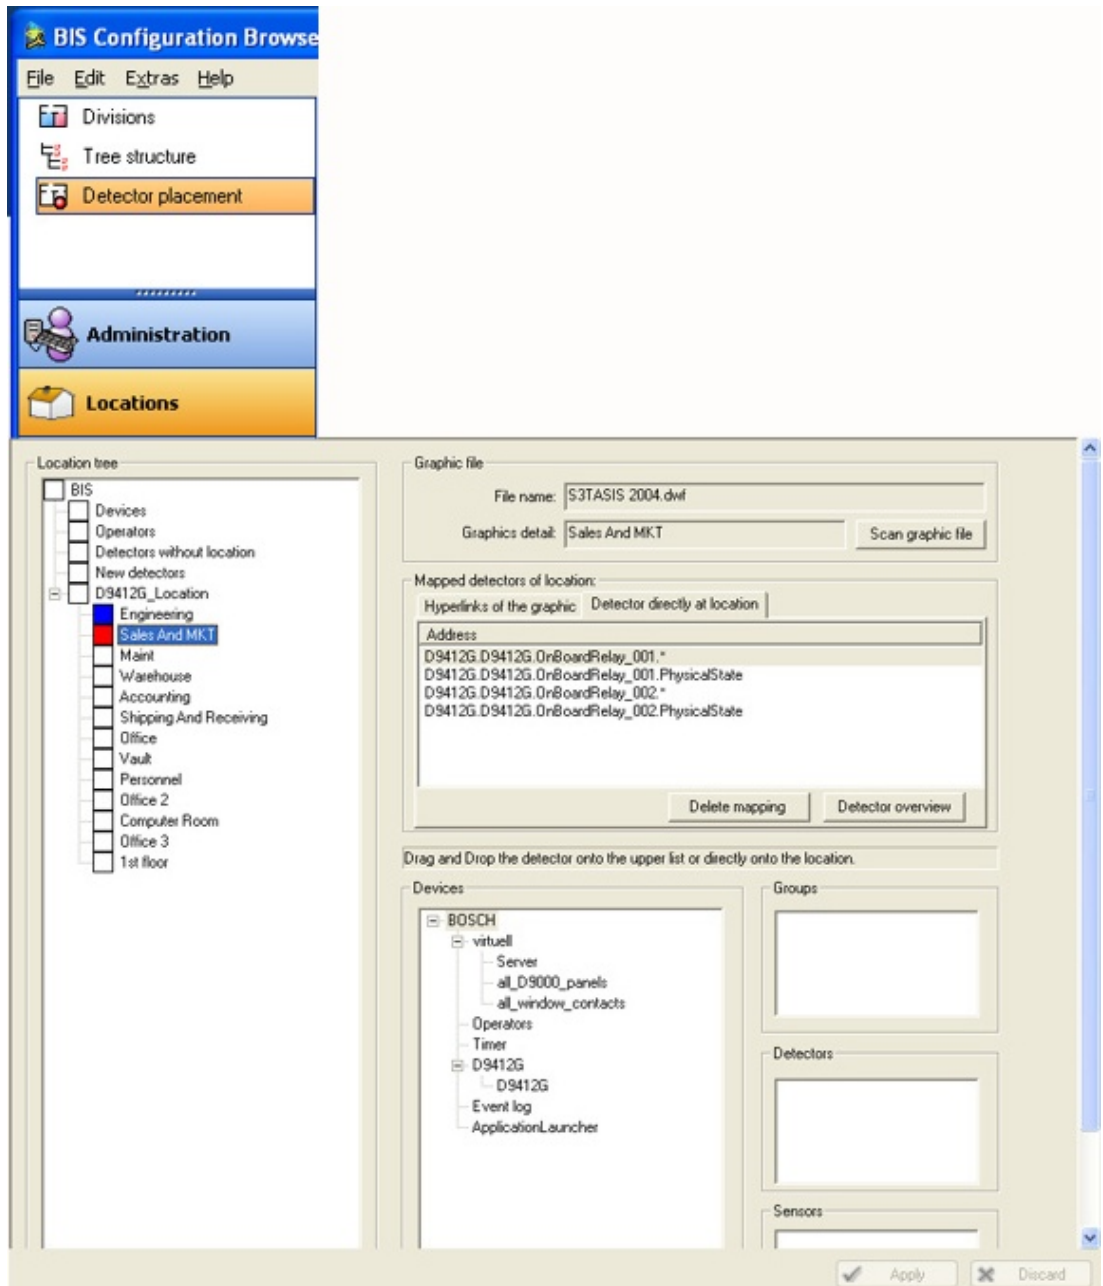 BIS Configuration Browse
File Edit Extras Help
Divisions
Tree structure
Detector placement
Administration
Locations
Location tree
BIS
Devices
Operators
Detectors without location
New detectors
D9412G_Location
Engineering
Sales And MKT
Maint
Warehouse
Accounting
Shipping And Receiving
Office
Vault
Personnel
Office 2
Computer Room
Office 3
1st floor
Graphic file
File name: S3TASIS 2004.dwf
Graphics detail: Sales And MKT Scan graphic file
Mapped detectors of location:
Hyperlinks of the graphic Detector directly at location
Address
D9412G.D9412G.OnBoardRelay_001.*
D9412G.D9412G.OnBoardRelay_001.PhysicalState
D9412G.D9412G.OnBoardRelay_002.*
D9412G.D9412G.OnBoardRelay_002.PhysicalState
Delete mapping Detector overview
Drag and Drop the detector onto the upper list or directly onto the location.
Devices
BOSCH
virtuell
Server
all_D9000_panels
all_window_contacts
Operators
Timer
D9412G
D9412G
Event log
ApplicationLauncher
Groups
Detectors
Sensors
Apply Discard